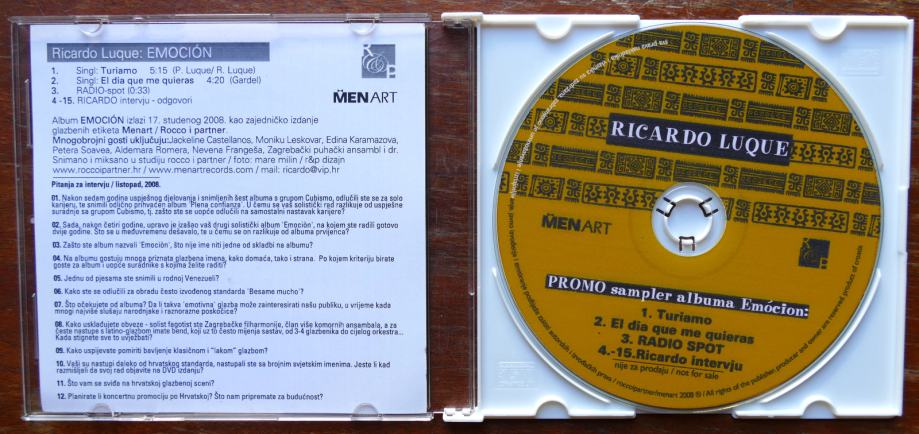 Ricardo Luque: EMOCIÓN
1. Singl: Turiamo 5:15 (P. Luque/ R. Luque)
2. Singl: El dia que me quieras 4:20 (Gardel)
3. RADIO-spot (0:33)
4 -15. RICARDO intervju - odgovori
R & P
MENART
Album EMOCIÓN izlazi 17. studenog 2008. kao zajedničko izdanje
glazbenih etiketa Menart / Rocco i partner.
Mnogobrojni gosti uključuju:Jackeline Castellanos, Moniku Leskovar, Edina Karamazova,
Petera Soavea, Aldemara Romera, Nevena Frangeša, Zagrebački puhački ansambl i dr.
Snimano i miksano u studiju rocco i partner / foto: mare milin / r&p dizajn
www.roccoipartner.hr / www.menartrecords.com / mail: ricardo@vip.hr
Pitanja za intervju / listopad, 2008.
01. Nakon sedam godina uspješnog djelovanja i snimljenih šest albuma s grupom Cubismo, odlučili ste se za solo
karijeru, te snimili odlično prihvaćen album 'Plena confianza'. U čemu se vaš solistički rad razlikuje od uspješne
suradnje sa grupom Cubismo, tj. zašto ste se uopće odlučili na samostalni nastavak karijere?
02. Sada, nakon četiri godine, upravo je izašao vaš drugi solistički album 'Emoción', na kojem ste radili gotovo
dvije godine. Što se u međuvremenu dešavalo, te u čemu se on razlikuje od albuma prvijenca?
03. Zašto ste album nazvali 'Emoción', što nije ime niti jedne od skladbi na albumu?
04. Na albumu gostuju mnoga priznata glazbena imena, kako domaća, tako i strana. Po kojem kriteriju birate
goste za album i uopće suradnike s kojima želite raditi?
05. Jednu od pjesama ste snimili u rodnoj Venezueli?
06. Kako ste se odlučili za obradu često izvođenog standarda 'Besame mucho'?
07. Što očekujete od albuma? Da li takva 'emotivna' glazba može zainteresirati našu publiku, u vrijeme kada
mnogi najviše slušaju narodnjake i raznorazne poskočice?
08. Kako usklađujete obveze - solist fagotist ste Zagrebačke filharmonije, član više komornih ansambala, a za
češte nastupe s latino-glazbom imate bend, koji uz to često mijenja sastav, od 3-4 glazbenika do cijelog orkestra...
Kada stignete sve to uvježbati?
09. Kako uspijevate pomiriti bavljenje klasičnom i "lakom" glazbom?
10. Vaši su nastupi daleko od hrvatskog standarda, nastupali ste sa brojnim svjetskim imenima. Jeste li kad
razmišljali da svoj rad objavite na DVD izdanju?
11. Što vam se sviđa na hrvatskoj glazbenoj sceni?
12. Planirate li koncertnu promociju po Hrvatskoj? Što nam pripremate za budućnost?
RICARDO LUQUE
MENART
R & P
PROMO sampler albuma Emócion:
1. Turiamo
2. El dia que me quieras
3. RADIO SPOT
4.-15.Ricardo intervju
nije za prodaju / not for sale
roccoipartner/menart 2008 ℗ / All rights of the publisher, producer and owner are reserved product of croatia